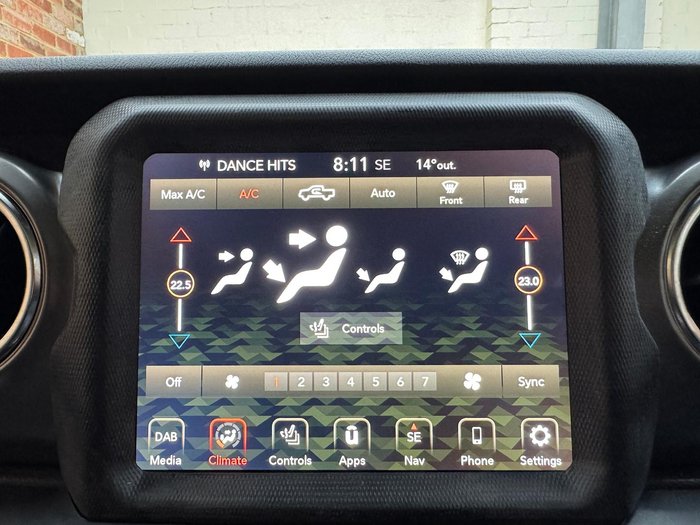 DANCE HITS 8:11 SE 14°out.
Max A/C A/C Auto Front Rear
22.5 23.0
Controls
Off 1 2 3 4 5 6 7 Sync
DAB SE
Media Climate Controls Apps Nav Phone Settings